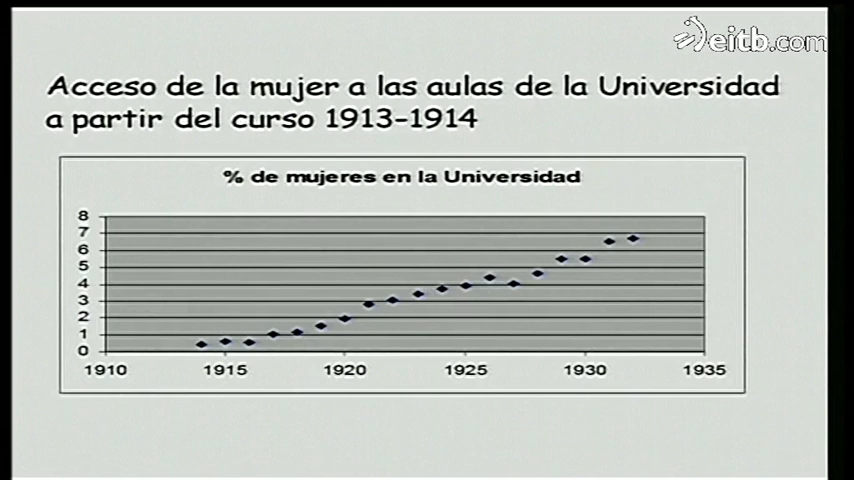 eitb.com
Acceso de la mujer a las aulas de la Universidad
a partir del curso 1913-1914
% de mujeres en la Universidad
8
7
6
5
4
3
2
1
0
1910 1915 1920 1925 1930 1935